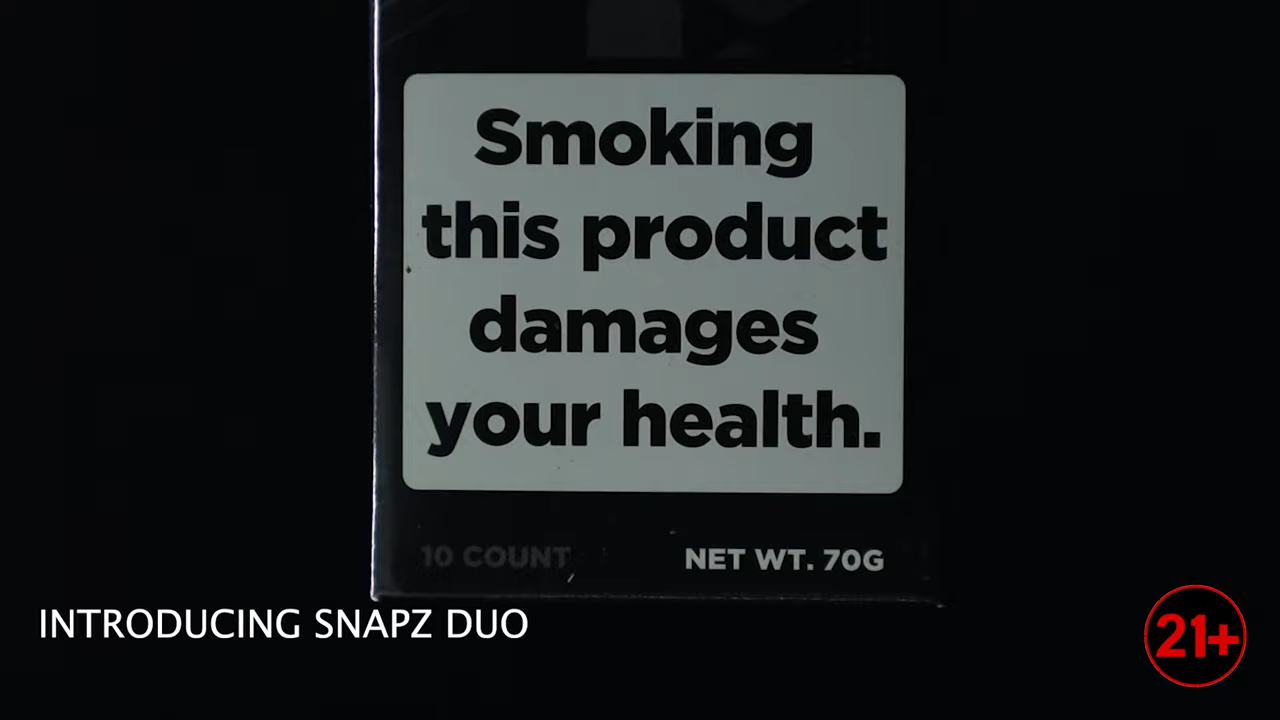 Smoking
this product
damages
your health.
10 COUNT
NET WT. 70G
INTRODUCING SNAPZ DUO
21+